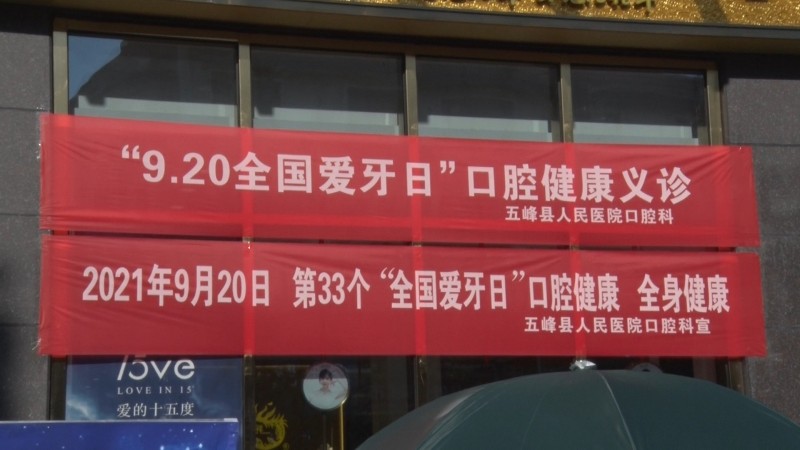 “9.20全国爱牙日”口腔健康义诊
五峰县人民医院口腔科
2021年9月20日 第33个“全国爱牙日”口腔健康 全身健康
五峰县人民医院口腔科宣
15ve
LOVE IN 15°
爱的十五度